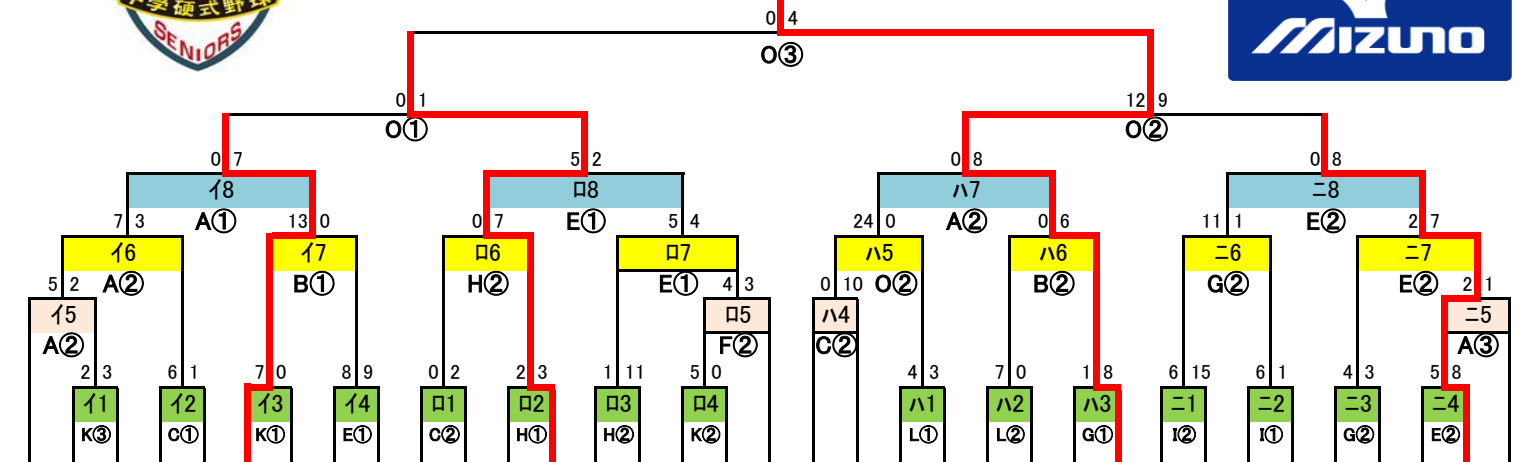 中学硬式野球
SENIORS
MIZUNO
0 4
O③
0 1
O①
12 9
O②
0 7
5 2
0 8
0 8
イ8
ロ8
ハ7
ニ8
A①
E①
A②
E②
7 3
13 0
0 7
5 4
24 0
0 6
11 1
2 7
イ6
イ7
ロ6
ロ7
ハ5
ハ6
ニ6
ニ7
A②
B①
H②
E①
O②
B②
G②
E②
5 2
4 3
0 10
2 1
イ5
ロ5
ハ4
ニ5
A②
F②
C②
A③
2 3
6 1
7 0
8 9
0 2
2 3
1 11
5 0
4 3
7 0
1 8
6 15
6 1
4 3
5 8
イ1
イ2
イ3
イ4
ロ1
ロ2
ロ3
ロ4
ハ1
ハ2
ハ3
ニ1
ニ2
ニ3
ニ4
K③
C①
K①
E①
C②
H①
H②
K②
L①
L②
G①
I②
I①
G②
E②